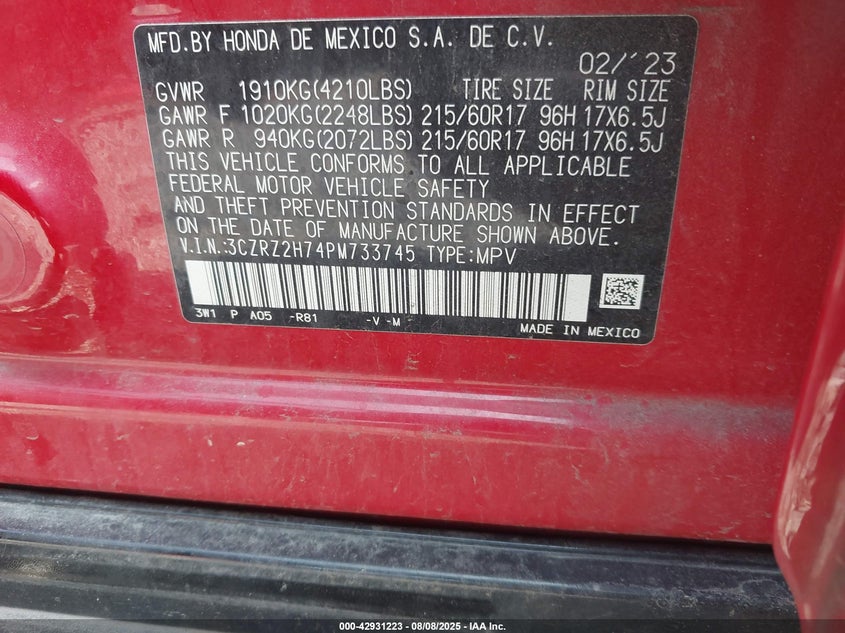 MFD.BY HONDA DE MEXICO S.A. DE C.V.
02/'23
GVWR 1910KG(4210LBS) TIRE SIZE RIM SIZE
GAWR F 1020KG(2248LBS) 215/60R17 96H 17X6.5J
GAWR R 940KG(2072LBS) 215/60R17 96H 17X6.5J
THIS VEHICLE CONFORMS TO ALL APPLICABLE
FEDERAL MOTOR VEHICLE SAFETY
AND THEFT PREVENTION STANDARDS IN EFFECT
ON THE DATE OF MANUFACTURE SHOWN ABOVE.
V.I.N.:3CZRZ2H74PM733745 TYPE:MPV
3W1 P A05 -R81 -V -M-
MADE IN MEXICO
000-42931223 - 08/08/2025 - © IAA, Inc.